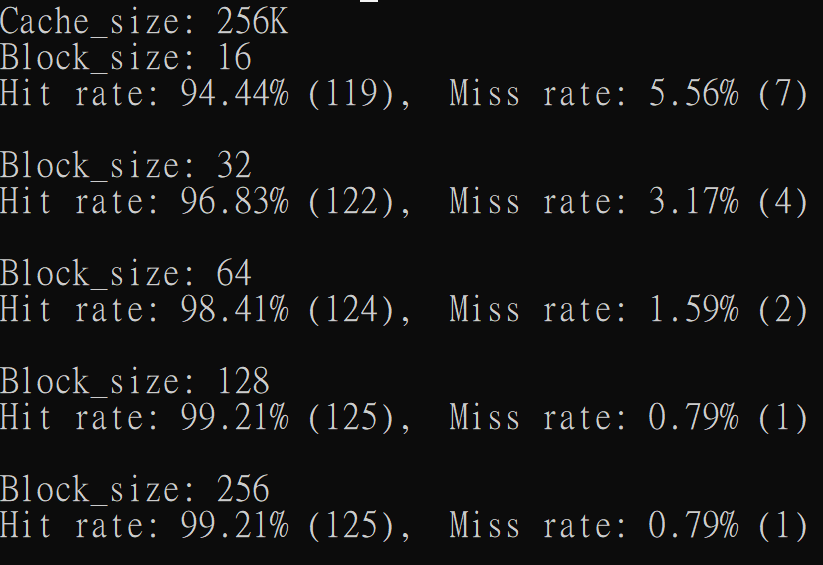 Cache_size: 256K
Block_size: 16
Hit rate: 94.44% (119),  Miss rate: 5.56% (7)
Block_size: 32
Hit rate: 96.83% (122),  Miss rate: 3.17% (4)
Block_size: 64
Hit rate: 98.41% (124),  Miss rate: 1.59% (2)
Block_size: 128
Hit rate: 99.21% (125),  Miss rate: 0.79% (1)
Block_size: 256
Hit rate: 99.21% (125),  Miss rate: 0.79% (1)